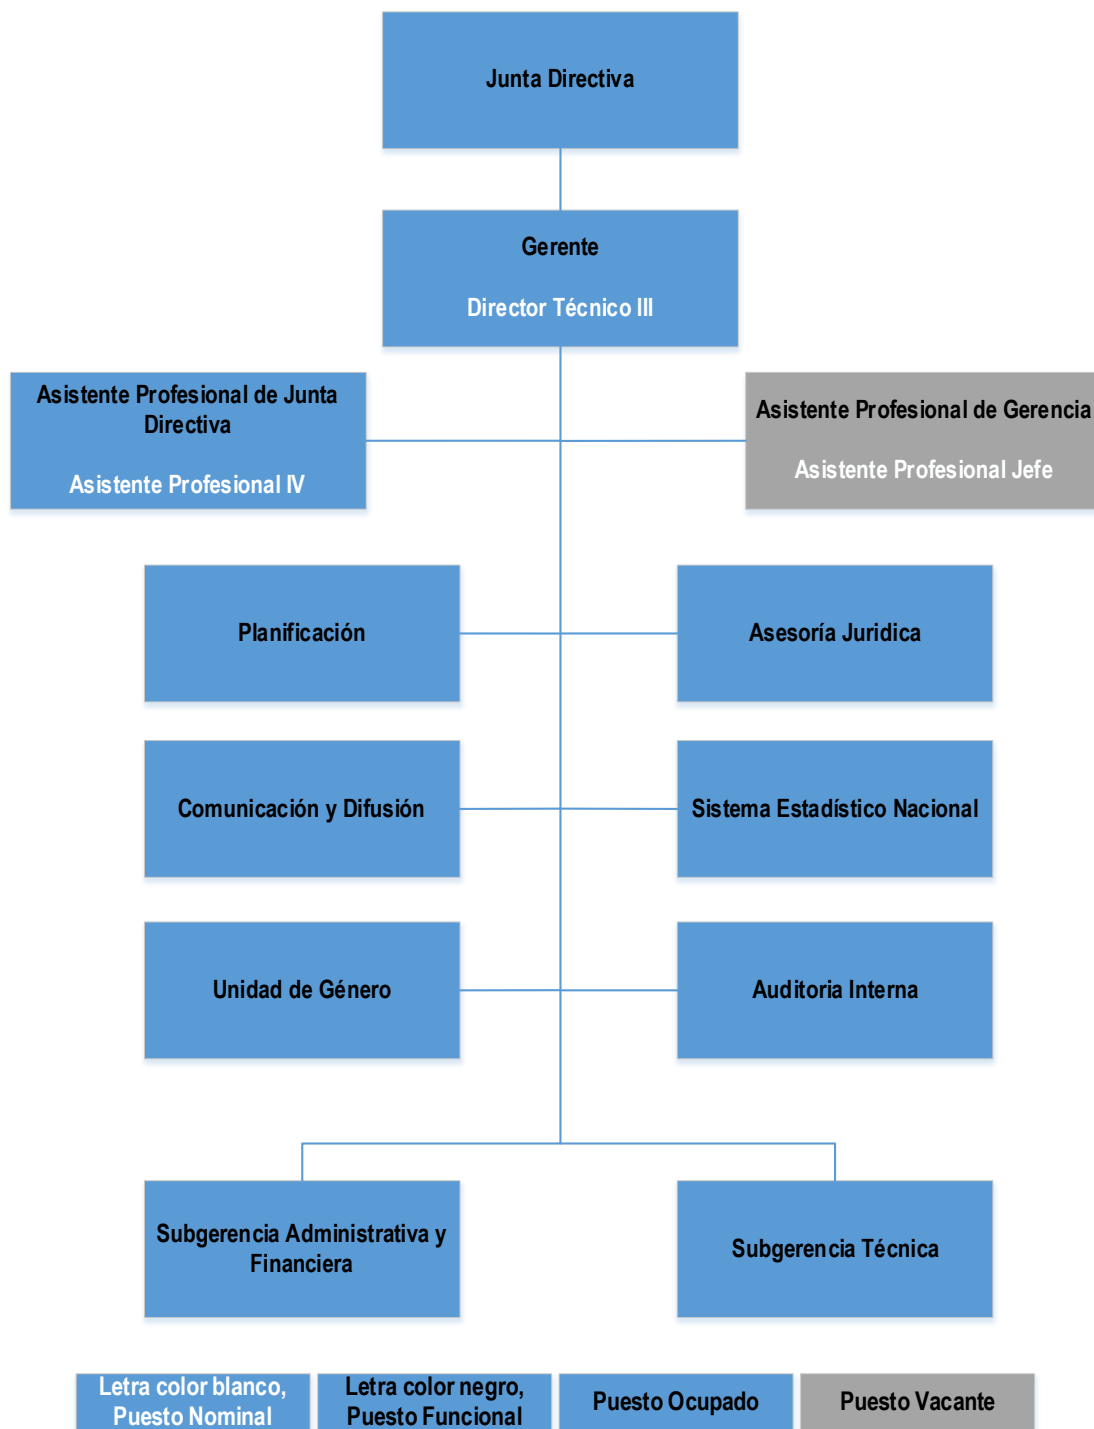 Junta Directiva
Gerente
Director Técnico III
Asistente Profesional de Junta
Directiva
Asistente Profesional IV
Asistente Profesional de Gerencia
Asistente Profesional Jefe
Planificación
Asesoría Juridica
Comunicación y Difusión
Sistema Estadístico Nacional
Unidad de Género
Auditoria Interna
Subgerencia Administrativa y
Financiera
Subgerencia Técnica
Letra color blanco,
Puesto Nominal
Letra color negro,
Puesto Funcional
Puesto Ocupado
Puesto Vacante